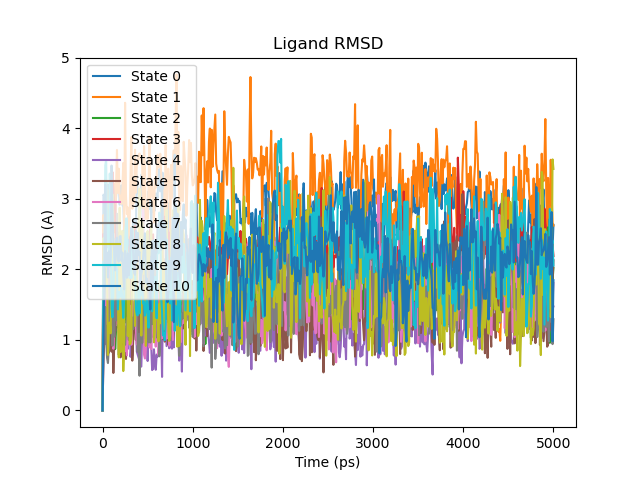 Ligand RMSD
RMSD (A)
5
4
3
2
1
0
State 0
State 1
State 2
State 3
State 4
State 5
State 6
State 7
State 8
State 9
State 10
0 1000 2000 3000 4000 5000
Time (ps)